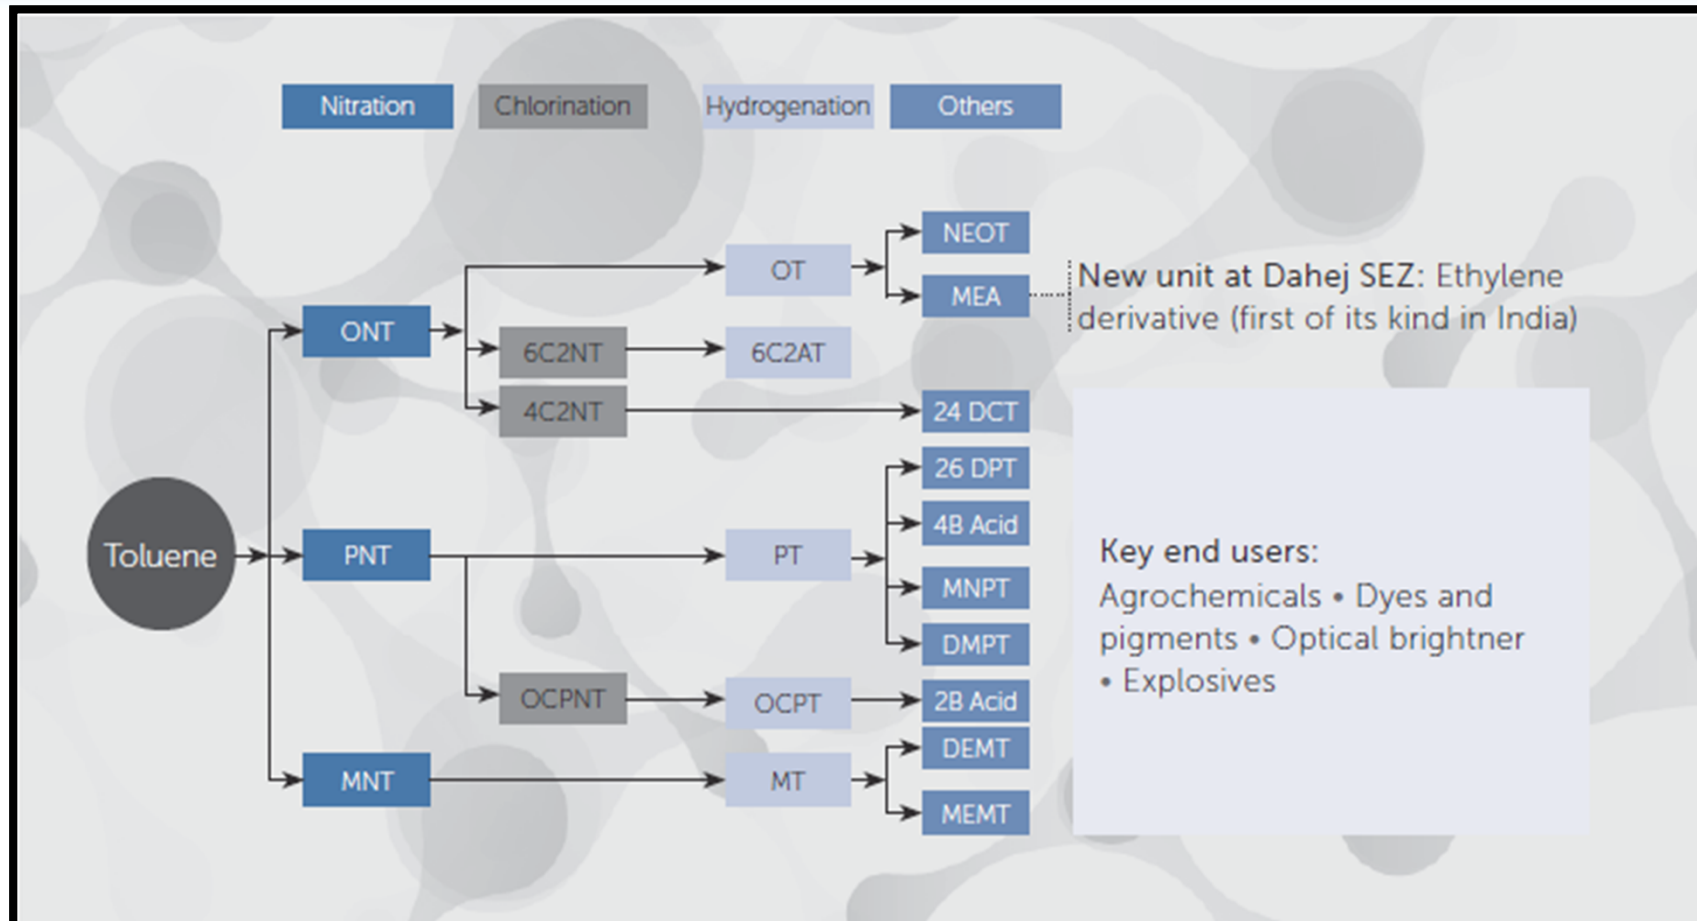 Nitration
Chlorination
Hydrogenation
Others
NEOT
OT
MEA
New unit at Dahej SEZ: Ethylene
derivative (first of its kind in India)
ONT
6C2NT
6C2AT
4C2NT
24 DCT
26 DPT
4B Acid
Toluene
PNT
PT
MNPT
DMPT
OCPNT
OCPT
2B Acid
DEMT
MNT
MT
MEMT
Key end users:
Agrochemicals • Dyes and
pigments • Optical brightner
• Explosives